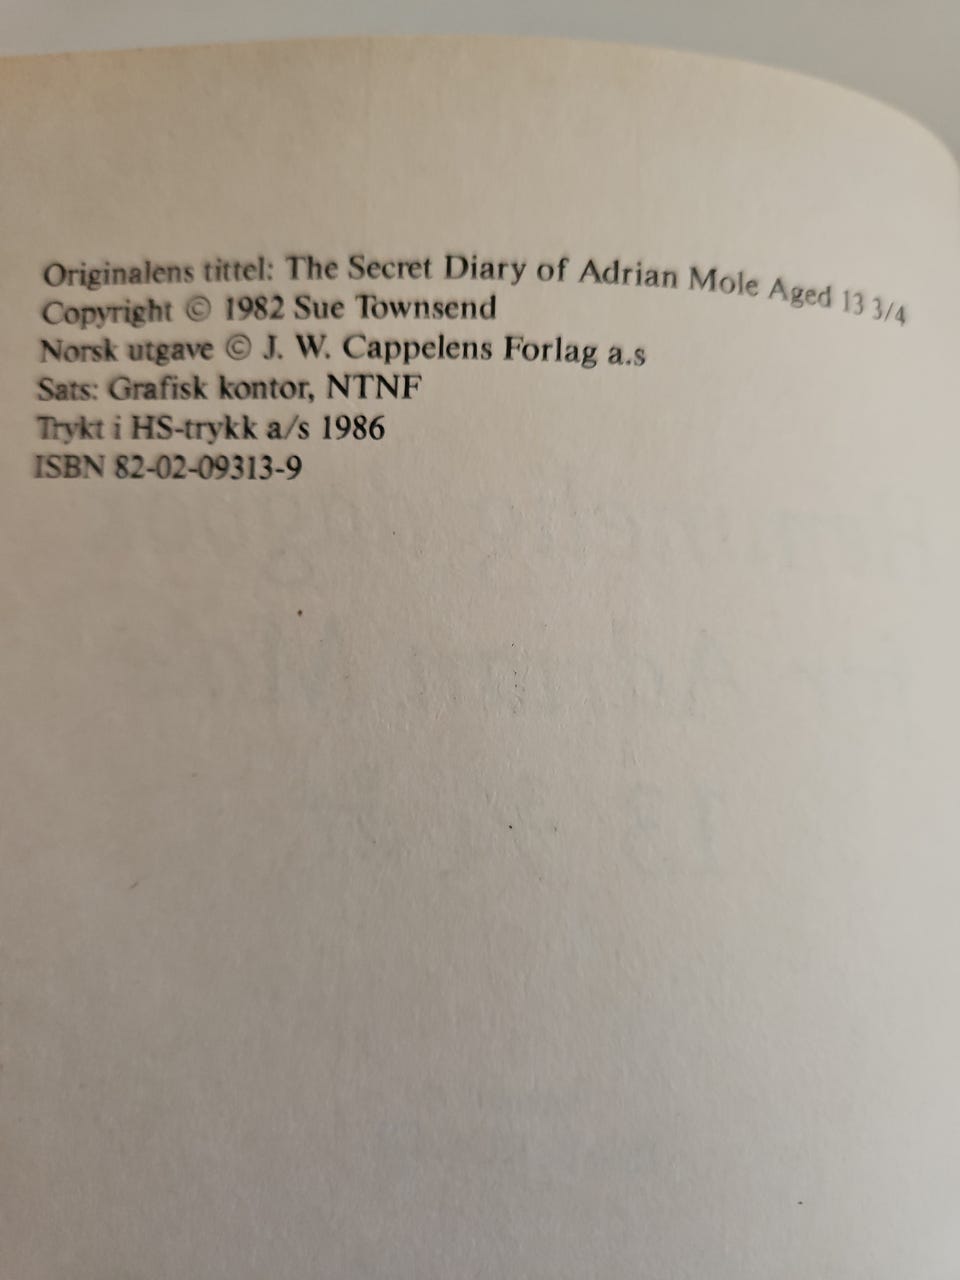 Originalens tittel: The Secret Diary of Adrian Mole Aged 13 3/4
Copyright © 1982 Sue Townsend
Norsk utgave © J. W. Cappelens Forlag a.s
Sats: Grafisk kontor, NTNF
Trykt i HS-trykk a/s 1986
ISBN 82-02-09313-9